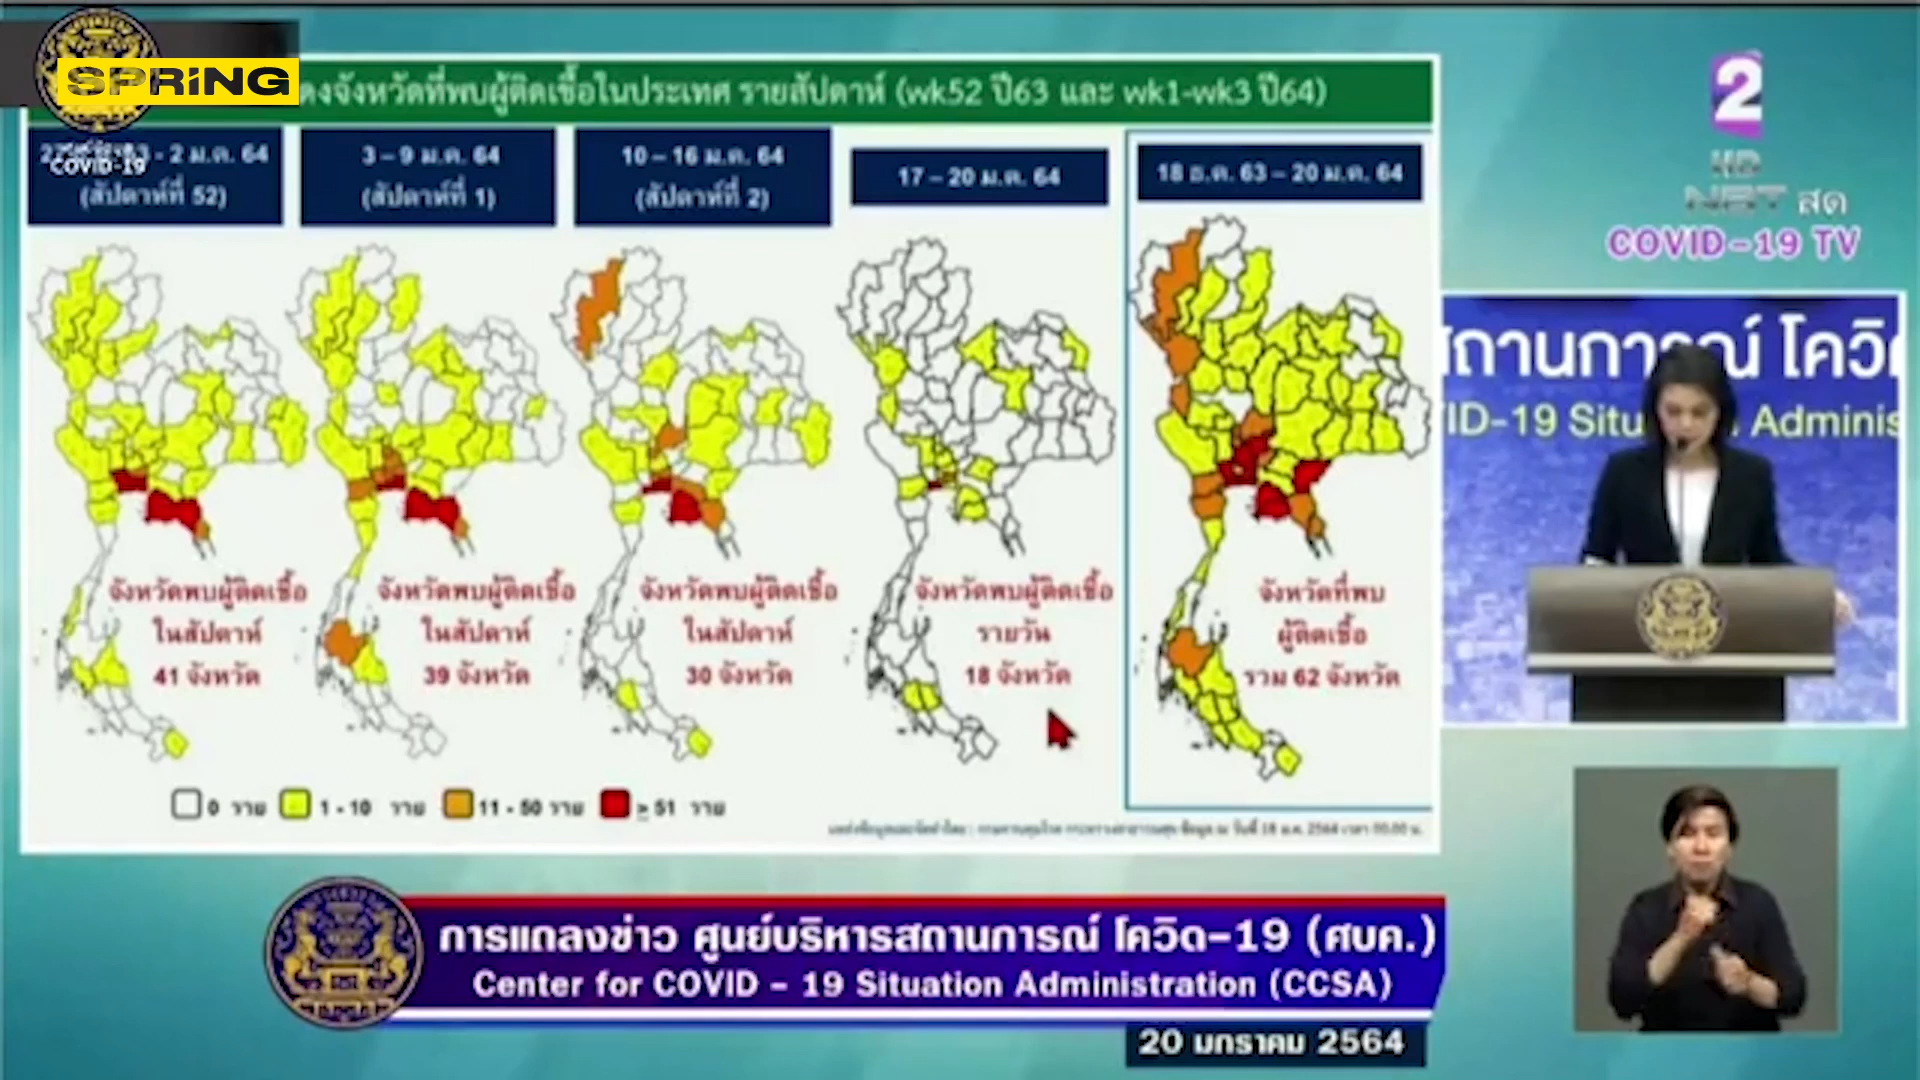 SPRiNG
COVID-19
งจังหวัดที่พบผู้ติดเชื้อในประเทศ รายสัปดาห์ (wk52 ปี63 และ wk1-wk3 ปี64)
- 2 ม.ค. 64
(สัปดาห์ที่ 52)
3 – 9 ม.ค. 64
(สัปดาห์ที่ 1)
10 – 16 ม.ค. 64
(สัปดาห์ที่ 2)
17 – 20 ม.ค. 64
18 ธ.ค. 63 – 20 ม.ค. 64
จังหวัดพบผู้ติดเชื้อ
ในสัปดาห์
41 จังหวัด
จังหวัดพบผู้ติดเชื้อ
ในสัปดาห์
39 จังหวัด
จังหวัดพบผู้ติดเชื้อ
ในสัปดาห์
30 จังหวัด
จังหวัดพบผู้ติดเชื้อ
รายวัน
18 จังหวัด
จังหวัดที่พบ
ผู้ติดเชื้อ
รวม 62 จังหวัด
0 ราย 1 - 10 ราย 11 - 50 ราย ≥ 51 ราย
2
HD
NBT สด
COVID-19 TV
ถานการณ์ โควิ
ID-19 Situ Adminis
การแถลงข่าว ศูนย์บริหารสถานการณ์ โควิด-19 (ศบค.)
Center for COVID - 19 Situation Administration (CCSA)
20 มกราคม 2564